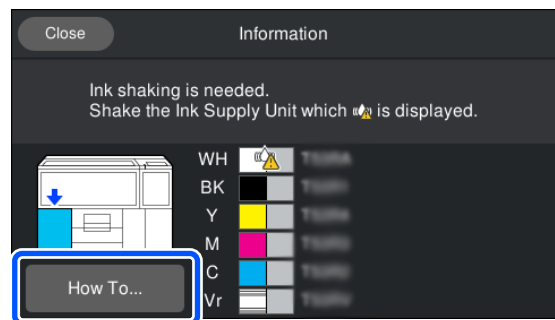 Close
Information
Ink shaking is needed.
Shake the Ink Supply Unit which is displayed.
WH
BK
Y
M
C
Vr
How To...